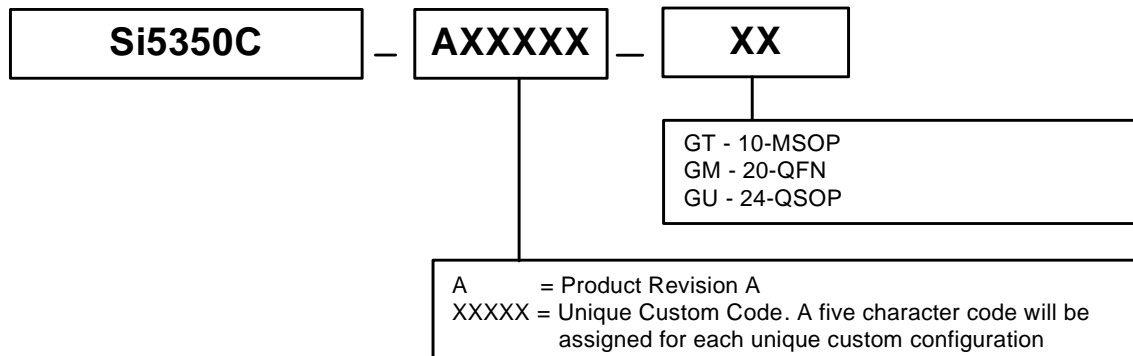 Si5350C – AXXXXX – XX
GT - 10-MSOP
GM - 20-QFN
GU - 24-QSOP
A = Product Revision A
XXXXX = Unique Custom Code. A five character code will be
assigned for each unique custom configuration